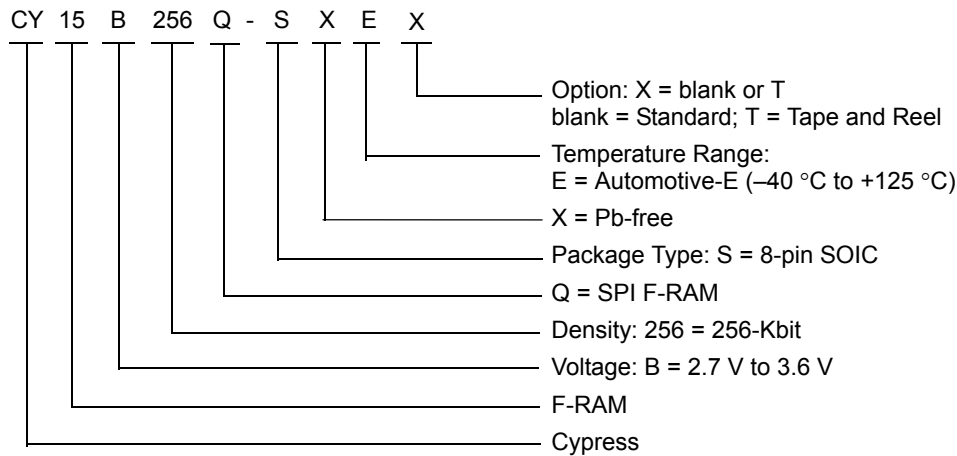 CY 15 B 256 Q - S X E X
Option: X = blank or T
blank = Standard; T = Tape and Reel
Temperature Range:
E = Automotive-E (–40 °C to +125 °C)
X = Pb-free
Package Type: S = 8-pin SOIC
Q = SPI F-RAM
Density: 256 = 256-Kbit
Voltage: B = 2.7 V to 3.6 V
F-RAM
Cypress